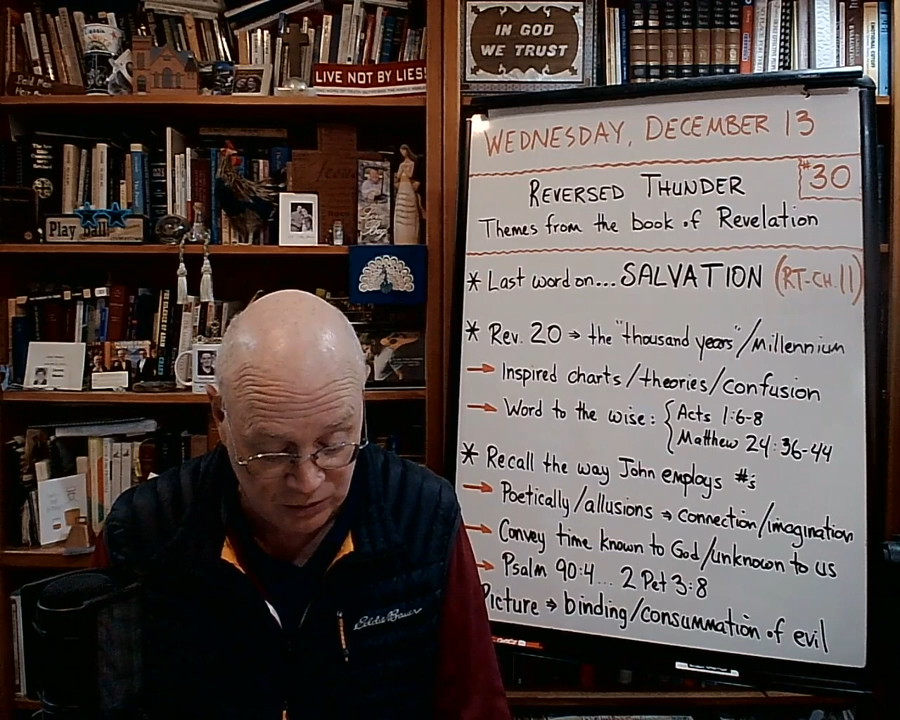 IN GOD
WE TRUST
LIVE NOT BY LIES
Play Ball
Eddie Bauer
WEDNESDAY, DECEMBER 13
#30
REVERSED THUNDER
Themes from the book of Revelation
* Last word on... SALVATION (RT-CH.11)
* Rev. 20 → the "thousand years"/Millennium
→ Inspired charts/theories/confusion
→ Word to the wise: { Acts 1:6-8
Matthew 24:36-44
* Recall the way John employs #s
→ Poetically/allusions → connection/imagination
→ Convey time known to God/unknown to us
→ Psalm 90:4... 2 Pet 3:8
Picture → binding/consummation of evil